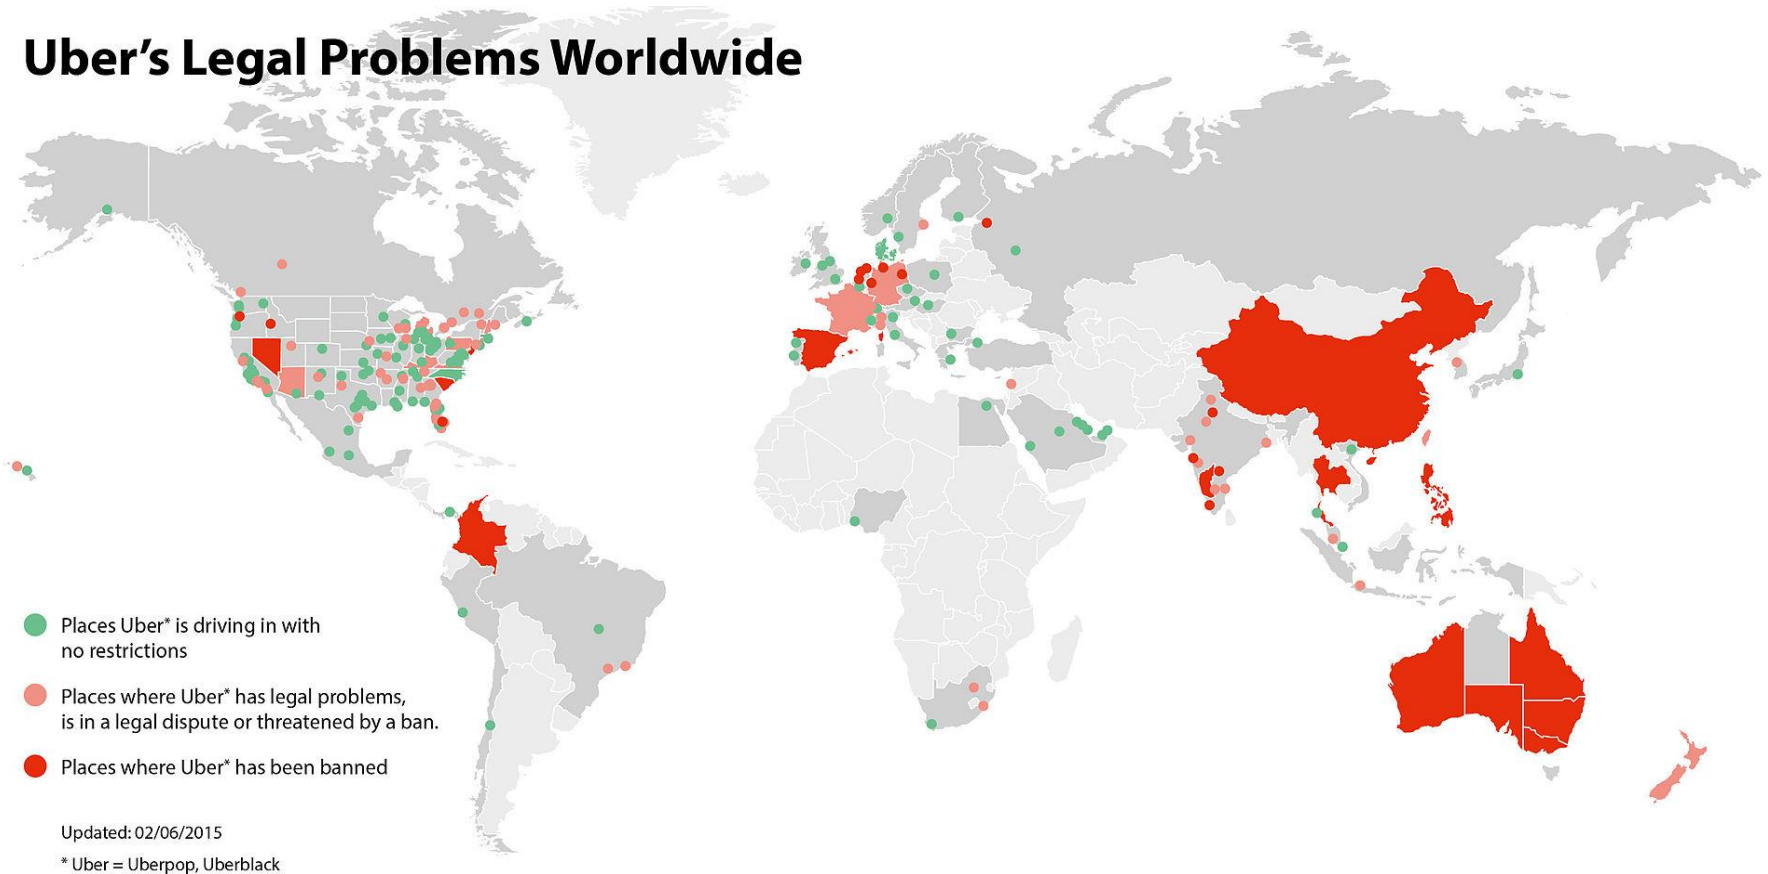 Uber’s Legal Problems Worldwide
Places Uber* is driving in with
no restrictions
Places where Uber* has legal problems,
is in a legal dispute or threatened by a ban.
Places where Uber* has been banned
Updated: 02/06/2015
* Uber = Uberpop, Uberblack